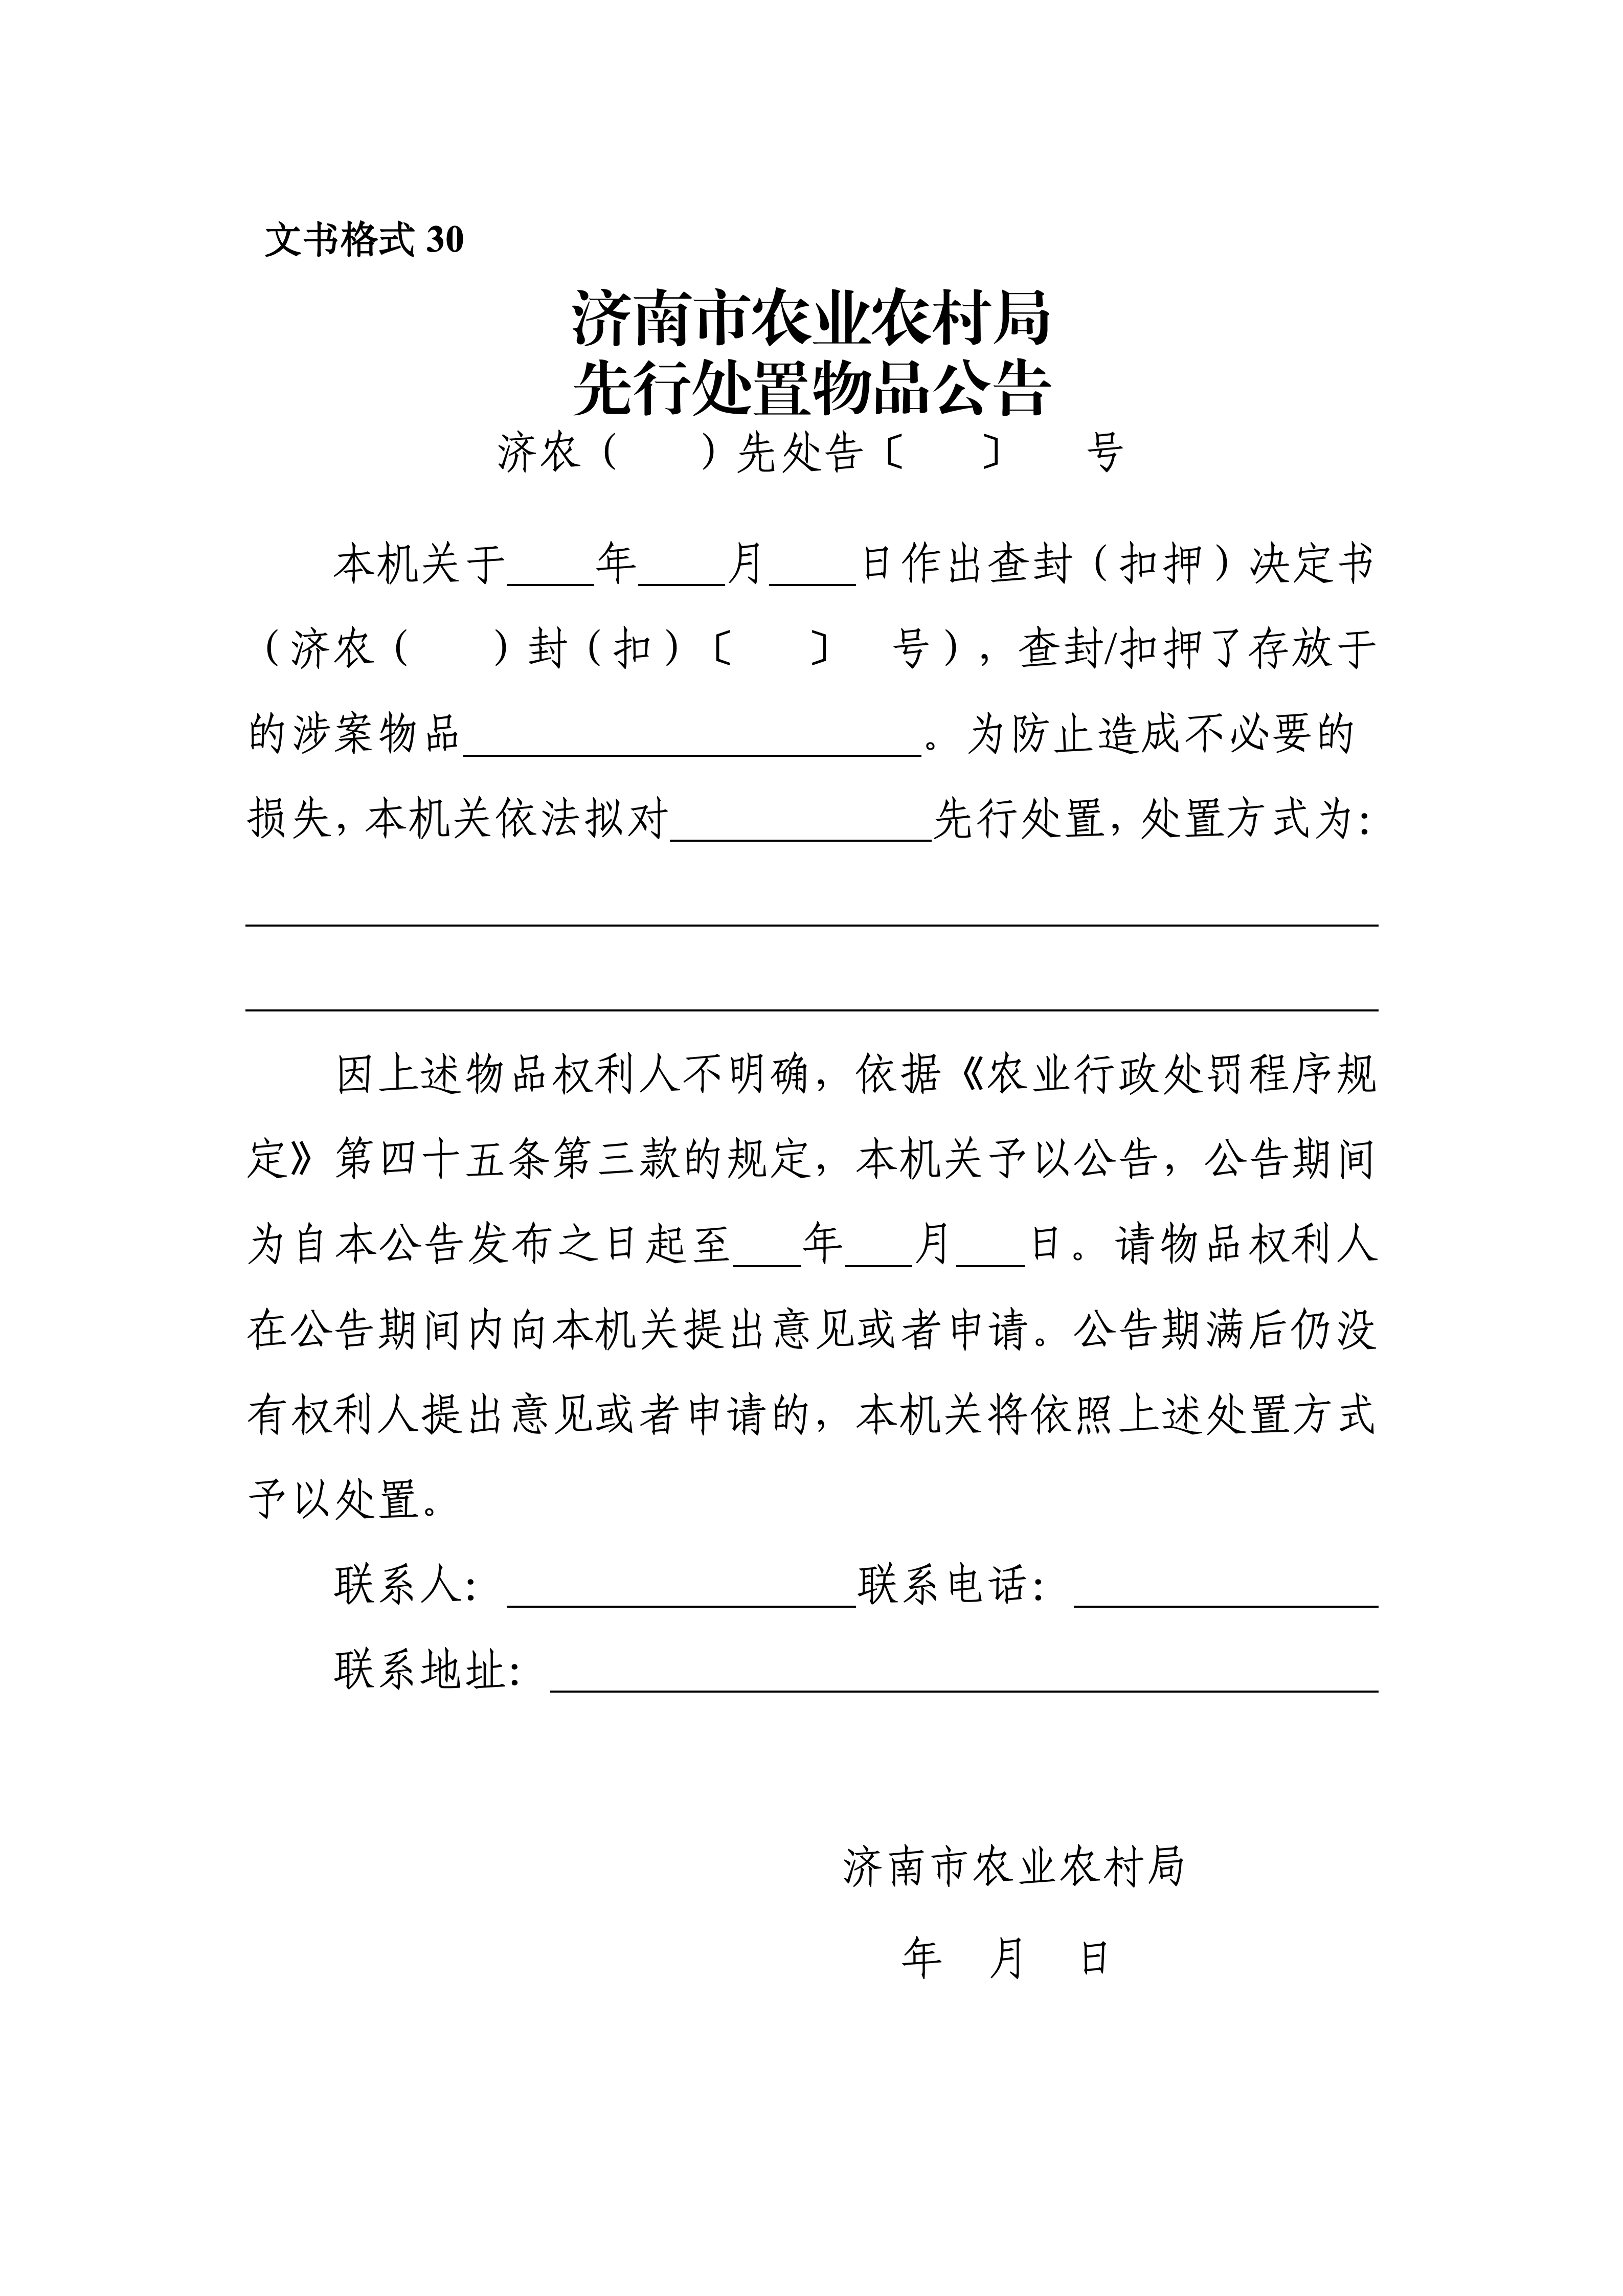 文书格式 30
济南市农业农村局
先行处置物品公告
济农（　　）先处告〔　　〕　　号
本机关于____年____月____日作出查封（扣押）决定书
（济农（　　）封（扣）〔　　〕　号），查封/扣押了存放于
的涉案物品_____________________。为防止造成不必要的
损失，本机关依法拟对____________先行处置，处置方式为：
____________________________________________________
____________________________________________________
因上述物品权利人不明确，依据《农业行政处罚程序规
定》第四十五条第三款的规定，本机关予以公告，公告期间
为自本公告发布之日起至___年___月___日。请物品权利人
在公告期间内向本机关提出意见或者申请。公告期满后仍没
有权利人提出意见或者申请的，本机关将依照上述处置方式
予以处置。
联系人：________________联系电话：______________
联系地址：______________________________________
济南市农业农村局
年　月　日